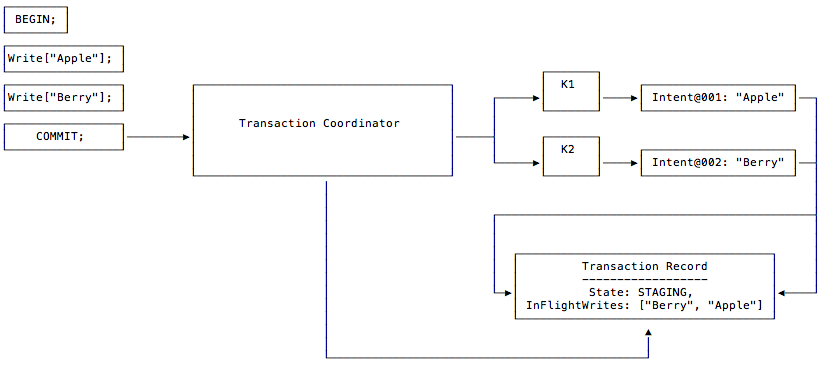 BEGIN;
Write["Apple"];
Write["Berry"];
COMMIT;
Transaction Coordinator
K1
Intent@001: "Apple"
K2
Intent@002: "Berry"
Transaction Record
------------------
State: STAGING,
InFlightWrites: ["Berry", "Apple"]